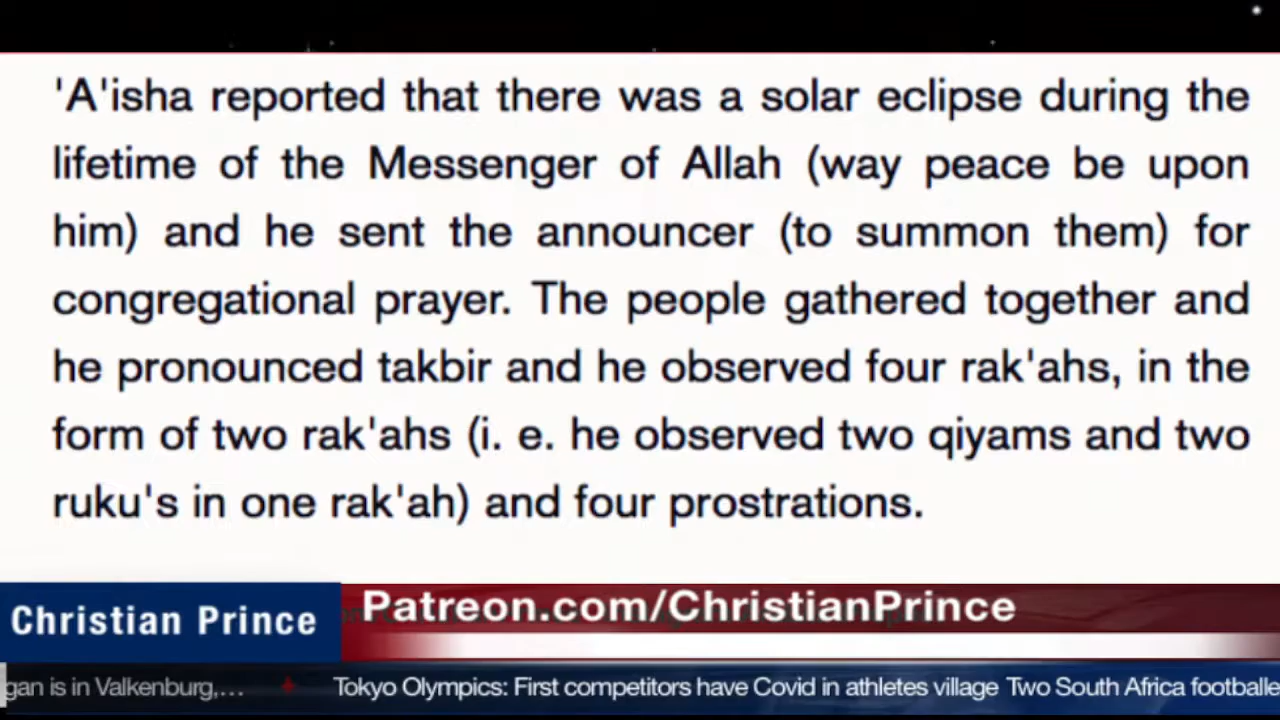 'A'isha reported that there was a solar eclipse during the
lifetime of the Messenger of Allah (way peace be upon
him) and he sent the announcer (to summon them) for
congregational prayer. The people gathered together and
he pronounced takbir and he observed four rak'ahs, in the
form of two rak'ahs (i. e. he observed two qiyams and two
ruku's in one rak'ah) and four prostrations.
Christian Prince
Patreon.com/ChristianPrince
gan is in Valkenburg,... Tokyo Olympics: First competitors have Covid in athletes village Two South Africa footballe